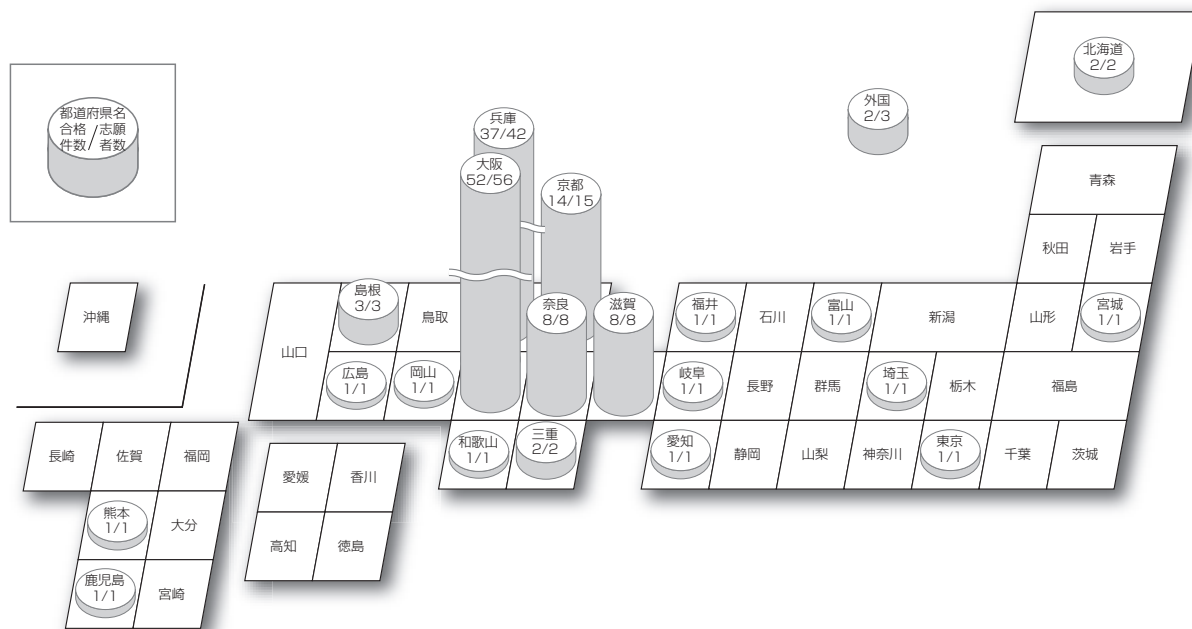 北海道
2/2
外国
2/3
都道府県名
合格/志願
件数/者数
兵庫
37/42
大阪
52/56
京都
14/15
青森
秋田
岩手
沖縄
山口
島根
3/3
鳥取
奈良
8/8
滋賀
8/8
福井
1/1
石川
富山
1/1
新潟
山形
宮城
1/1
広島
1/1
岡山
1/1
岐阜
1/1
長野
群馬
埼玉
1/1
栃木
福島
長崎
佐賀
福岡
愛媛
香川
和歌山
1/1
三重
2/2
愛知
1/1
静岡
山梨
神奈川
東京
1/1
千葉
茨城
熊本
1/1
大分
高知
徳島
鹿児島
1/1
宮崎